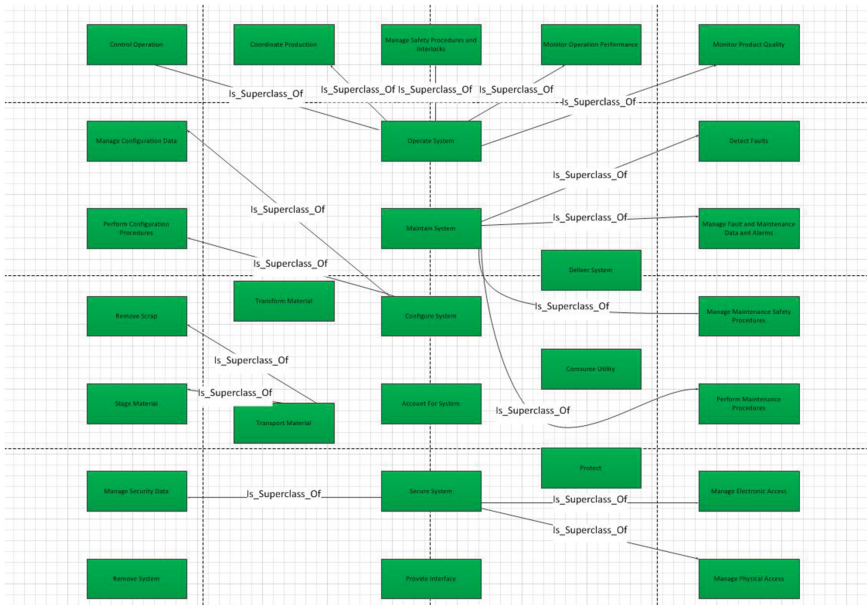 Control Operation
Coordinate Production
Manage Safety Procedures and
Interlocks
Monitor Operation Performance
Monitor Product Quality
Is_Superclass_Of
Is_Superclass_Of
Is_Superclass_Of
Is_Superclass_Of
Is_Superclass_Of
Manage Configuration Data
Operate System
Detect Faults
Is_Superclass_Of
Is_Superclass_Of
Perform Configuration
Procedures
Maintain System
Is_Superclass_Of
Manage Fault and Maintenance
Data and Alarms
Is_Superclass_Of
Deliver System
Transform Material
Is_Superclass_Of
Remove Scrap
Configure System
Manage Maintenance Safety
Procedures
Is_Superclass_Of
Consume Utility
Is_Superclass_Of
Stage Material
Transport Material
Account For System
Is_Superclass_Of
Perform Maintenance
Procedures
Protect
Manage Security Data
Is_Superclass_Of
Secure System
Is_Superclass_Of
Manage Electronic Access
Is_Superclass_Of
Remove System
Provide Interface
Manage Physical Access